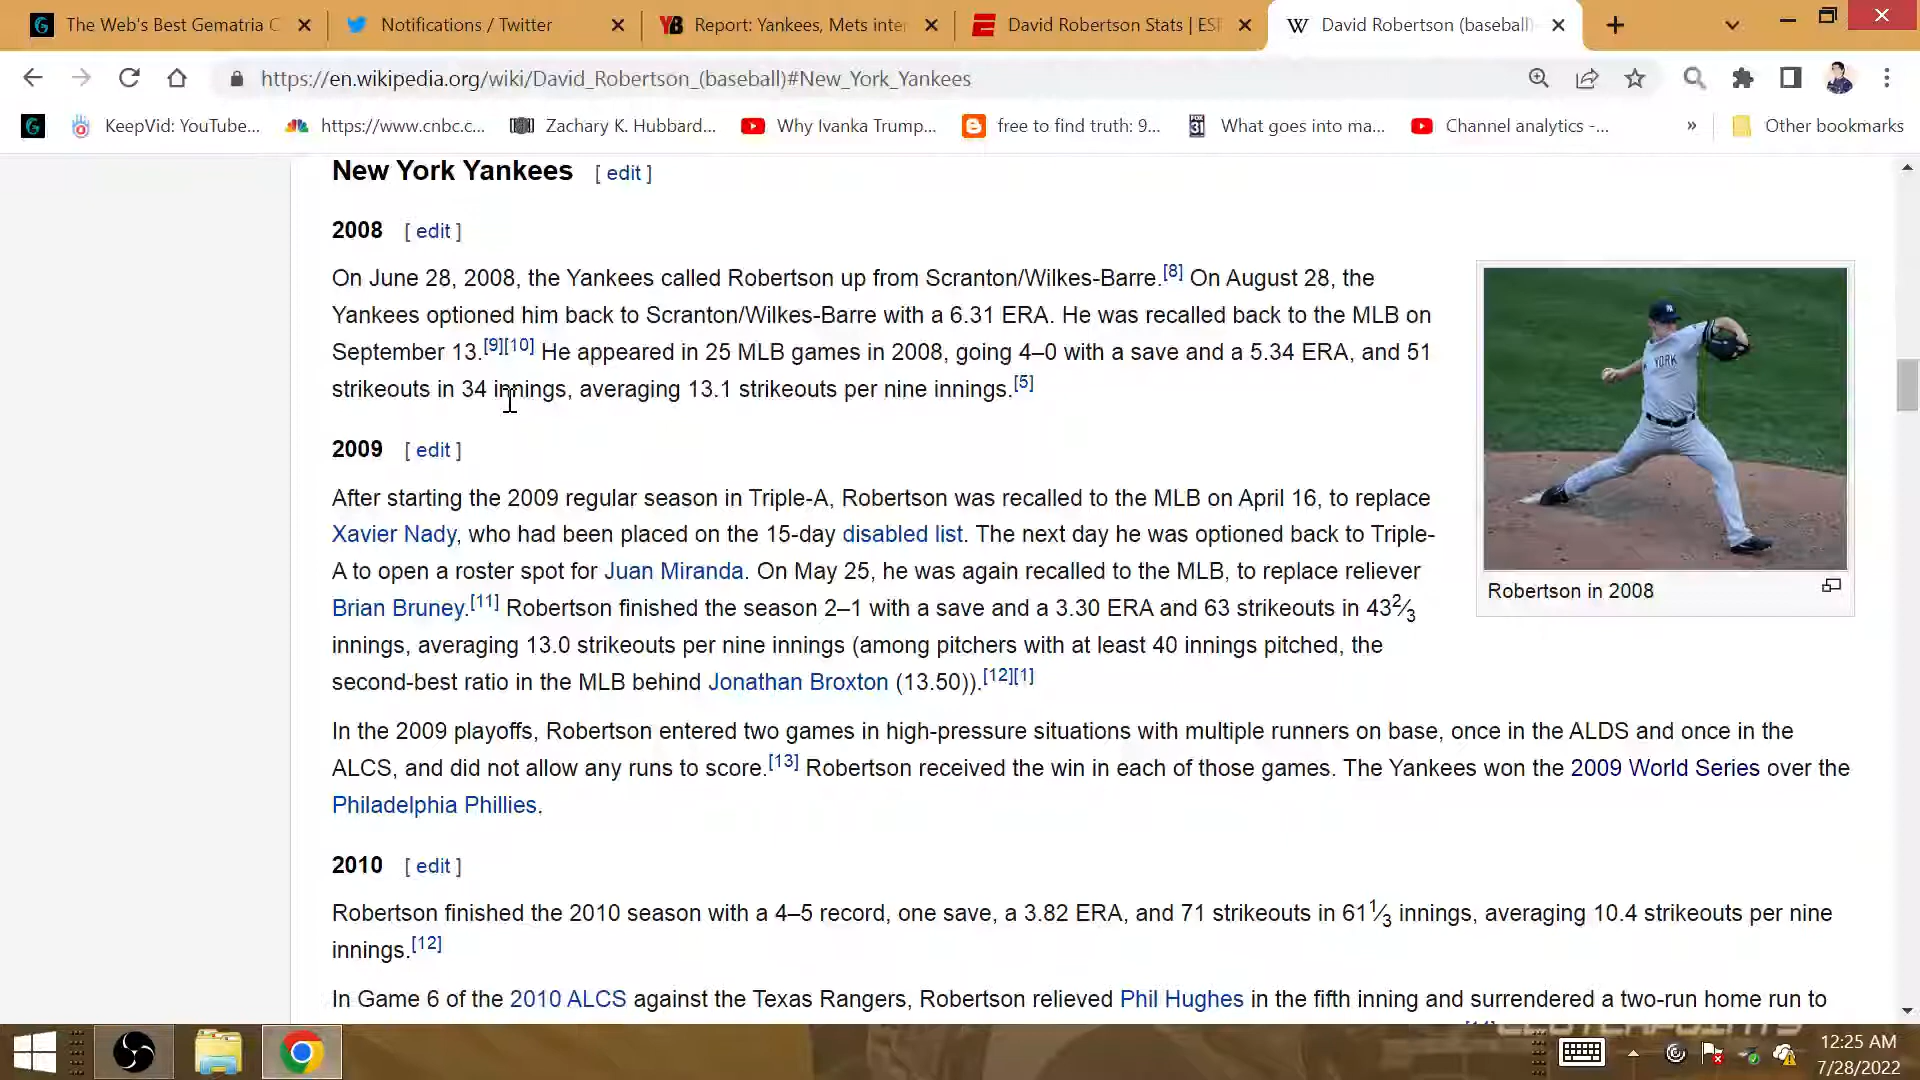 The Web's Best Gematria C
Notifications / Twitter
Report: Yankees, Mets inter
David Robertson Stats | ESP
David Robertson (baseball)
https://en.wikipedia.org/wiki/David_Robertson_(baseball)#New_York_Yankees
KeepVid: YouTube...
https://www.cnbc.c...
Zachary K. Hubbard...
Why Ivanka Trump...
free to find truth: 9...
What goes into ma...
Channel analytics -...
»
Other bookmarks
New York Yankees [ edit ]
2008 [ edit ]
On June 28, 2008, the Yankees called Robertson up from Scranton/Wilkes-Barre.[8] On August 28, the
Yankees optioned him back to Scranton/Wilkes-Barre with a 6.31 ERA. He was recalled back to the MLB on
September 13.[9][10] He appeared in 25 MLB games in 2008, going 4–0 with a save and a 5.34 ERA, and 51
strikeouts in 34 innings, averaging 13.1 strikeouts per nine innings.[5]
YORK
Robertson in 2008
2009 [ edit ]
After starting the 2009 regular season in Triple-A, Robertson was recalled to the MLB on April 16, to replace
Xavier Nady, who had been placed on the 15-day disabled list. The next day he was optioned back to Triple-
A to open a roster spot for Juan Miranda. On May 25, he was again recalled to the MLB, to replace reliever
Brian Bruney.[11] Robertson finished the season 2–1 with a save and a 3.30 ERA and 63 strikeouts in 43⅔
innings, averaging 13.0 strikeouts per nine innings (among pitchers with at least 40 innings pitched, the
second-best ratio in the MLB behind Jonathan Broxton (13.50)).[12][1]
In the 2009 playoffs, Robertson entered two games in high-pressure situations with multiple runners on base, once in the ALDS and once in the
ALCS, and did not allow any runs to score.[13] Robertson received the win in each of those games. The Yankees won the 2009 World Series over the
Philadelphia Phillies.
2010 [ edit ]
Robertson finished the 2010 season with a 4–5 record, one save, a 3.82 ERA, and 71 strikeouts in 61⅓ innings, averaging 10.4 strikeouts per nine
innings.[12]
In Game 6 of the 2010 ALCS against the Texas Rangers, Robertson relieved Phil Hughes in the fifth inning and surrendered a two-run home run to
12:25 AM
7/28/2022